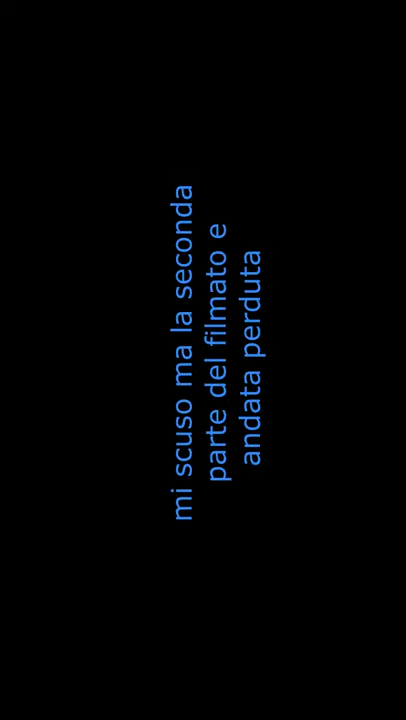 mi scuso ma la seconda
parte del filmato e
andata perduta